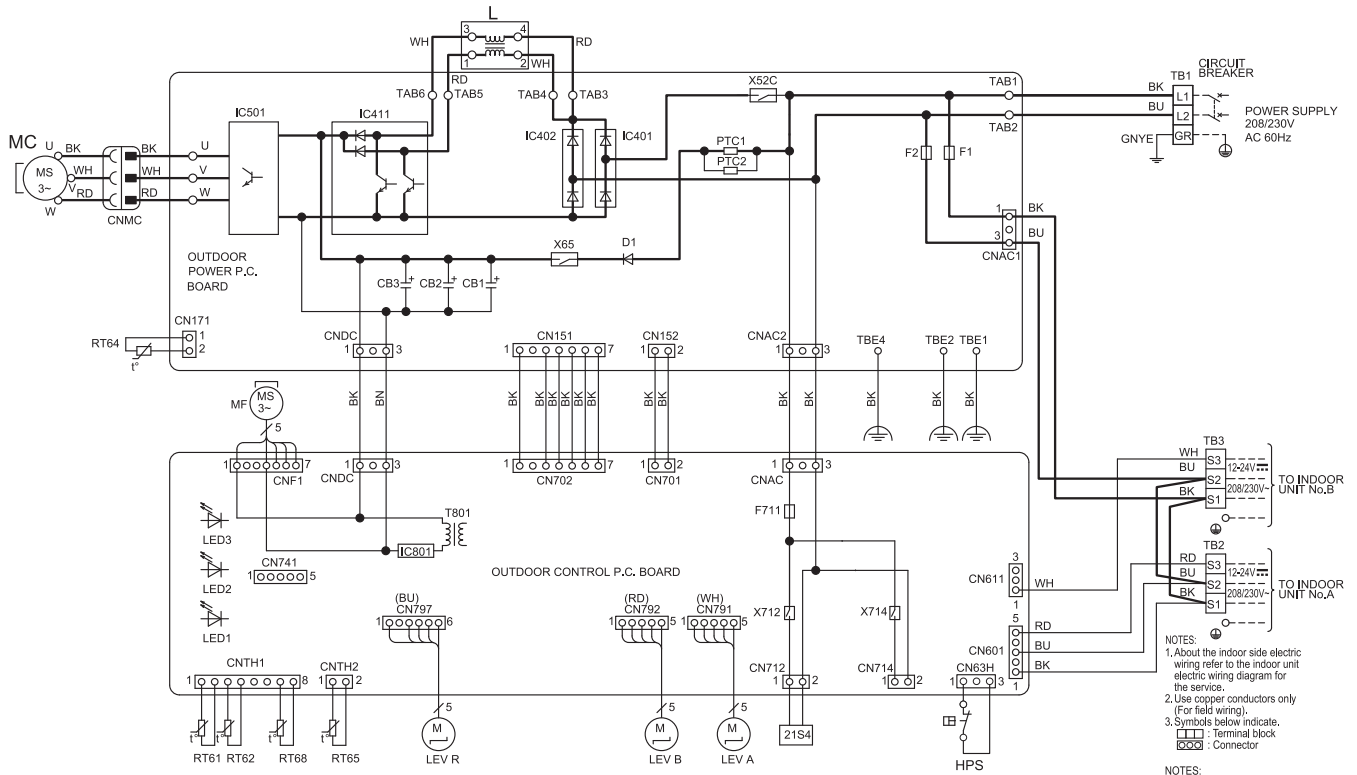 L
3
4
WH
RD
1
2
WH
RD
TAB6
TAB5
TAB4
TAB3
X52C
TAB1
TAB2
CIRCUIT
BREAKER
TB1
BK
L1
BU
L2
GNYE
GR
POWER SUPPLY
208/230V
AC 60Hz
IC501
IC411
IC402
IC401
PTC1
PTC2
F2
F1
MC
MS
3~
U
BK
BK
U
V
WH
WH
V
W
RD
RD
W
CNMC
OUTDOOR
POWER P.C.
BOARD
X65
D1
CB3
+
CB2
+
CB1
+
1
BK
3
BU
CNAC1
CN171
1
2
RT64
t°
CNDC
1
3
CN151
1
7
CN152
1
2
CNAC2
1
3
TBE4
TBE2
TBE1
MF
MS
3~
5
BK
BN
BK
BK
BK
BK
BK
BK
BK
BK
BK
BK
BK
BK
BK
BK
1
7
CNF1
CNDC
1
3
1
7
CN702
1
2
CN701
1
3
CNAC
F711
TB3
WH
S3
BU
S2
BK
S1
12-24V
208/230V~
TO INDOOR
UNIT No.B
TB2
RD
S3
BU
S2
BK
S1
12-24V
208/230V~
TO INDOOR
UNIT No.A
LED3
LED2
LED1
T801
IC801
CN741
1
5
OUTDOOR CONTROL P.C. BOARD
(BU)
CN797
1
6
(RD)
CN792
1
5
(WH)
CN791
1
5
X712
X714
3
CN611
WH
1
5
RD
CN601
BU
BK
1
CNTH1
1
8
CNTH2
1
2
CN712
1
2
CN714
1
2
CN63H
1
3
t°
t°
t°
t°
RT61
RT62
RT68
RT65
5
M
LEV R
5
M
LEV B
5
M
LEV A
21S4
HPS
NOTES:
1. About the indoor side electric
wiring refer to the indoor unit
electric wiring diagram for
the service.
2. Use copper conductors only
(For field wiring).
3. Symbols below indicate.
: Terminal block
: Connector
NOTES: